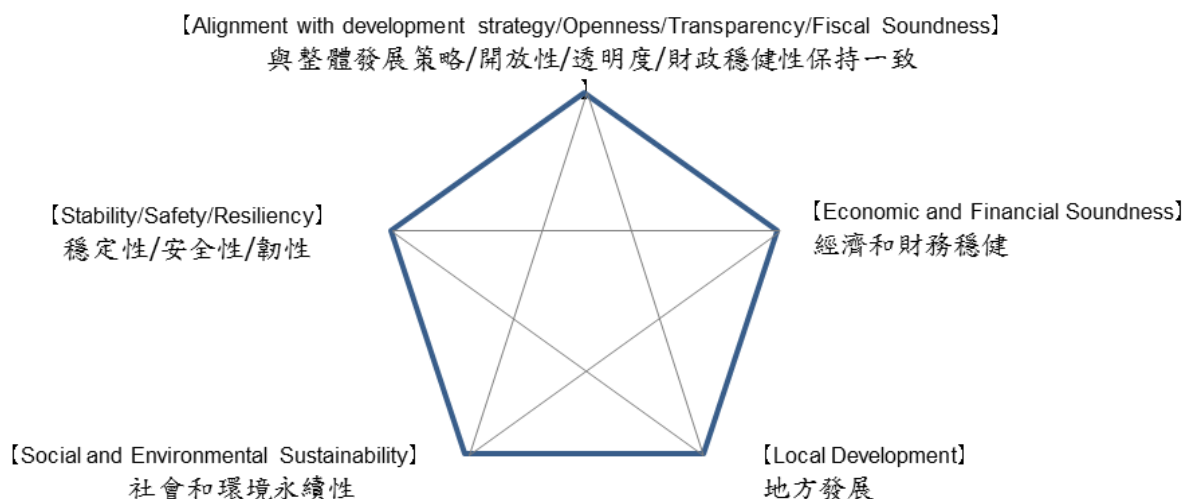 【Alignment with development strategy/Openness/Transparency/Fiscal Soundness】
與整體發展策略/開放性/透明度/財政穩健性保持一致
】
【Stability/Safety/Resiliency】
穩定性/安全性/韌性
【Economic and Financial Soundness】
經濟和財務穩健
【Social and Environmental Sustainability】
社會和環境永續性
【Local Development】
地方發展